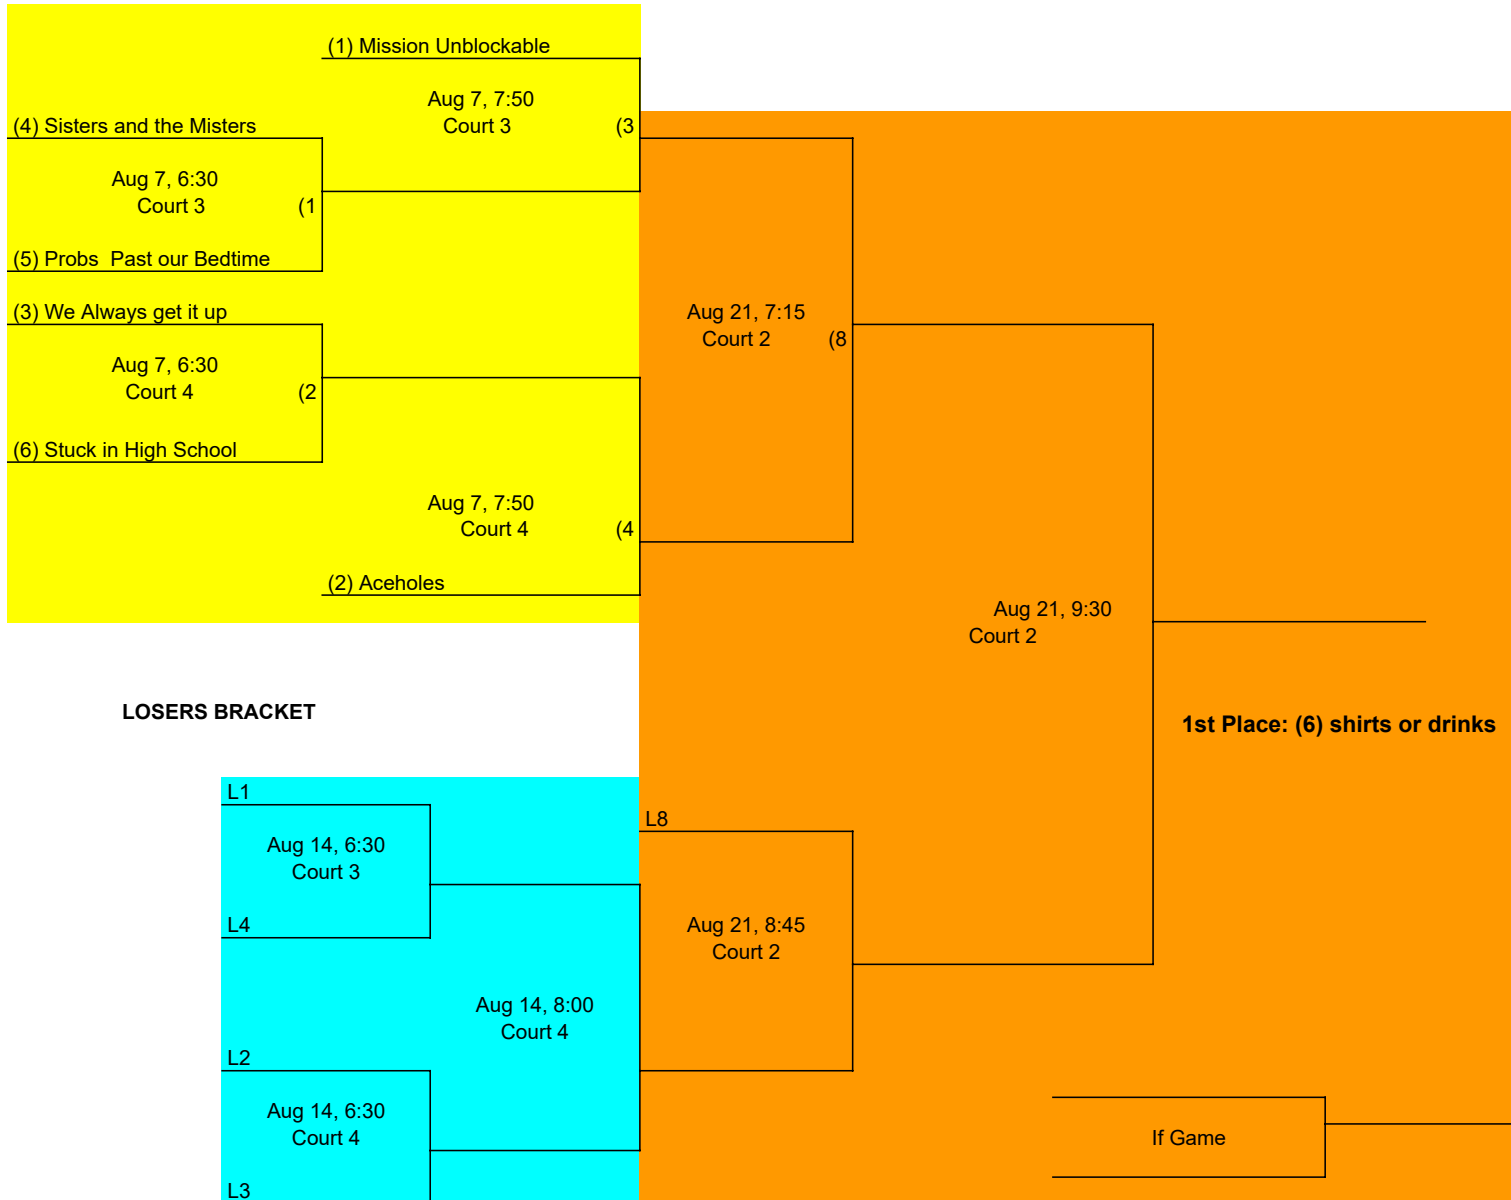 (1) Mission Unblockable
Aug 7, 7:50
Court 3
(3
(4) Sisters and the Misters
Aug 7, 6:30
Court 3
(1
(5) Probs  Past our Bedtime
(3) We Always get it up
Aug 7, 6:30
Court 4
(2
(6) Stuck in High School
Aug 7, 7:50
Court 4
(4
(2) Aceholes
Aug 21, 7:15
Court 2
(8
Aug 21, 9:30
Court 2
1st Place: (6) shirts or drinks
LOSERS BRACKET
L1
Aug 14, 6:30
Court 3
L4
Aug 14, 8:00
Court 4
L2
Aug 14, 6:30
Court 4
L3
L8
Aug 21, 8:45
Court 2
If Game